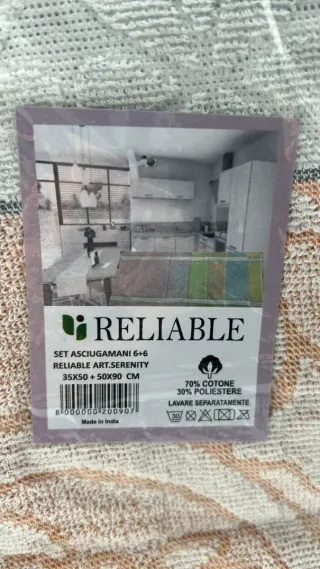 RELIABLE
SET ASCIUGAMANI 6+6
RELIABLE ART.SERENITY
35X50 + 50X90 CM
8 000000 200907
Made in India
70% COTONE
30% POLIESTERE
LAVARE SEPARATAMENTE
30